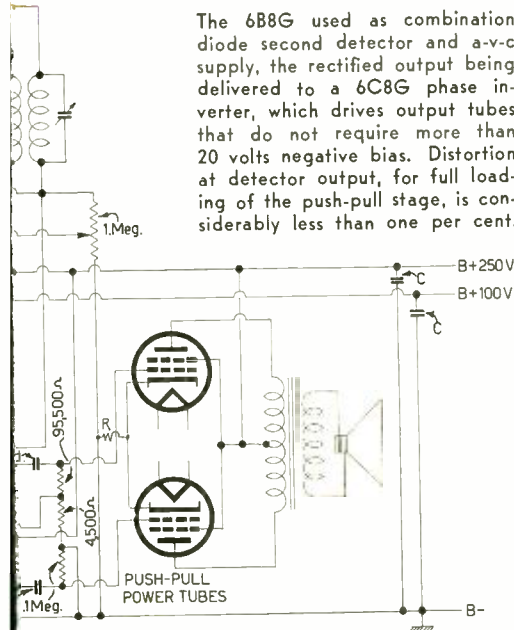 The 6B8G used as combination
diode second detector and a-v-c
supply, the rectified output being
delivered to a 6C8G phase in-
verter, which drives output tubes
that do not require more than
20 volts negative bias. Distortion
at detector output, for full load-
ing of the push-pull stage, is con-
siderably less than one per cent.
1.Meg.
B+250V
C
B+100V
C
R
95,500Ω
d.
4,500Ω
.1Meg.
PUSH-PULL
POWER TUBES
B-